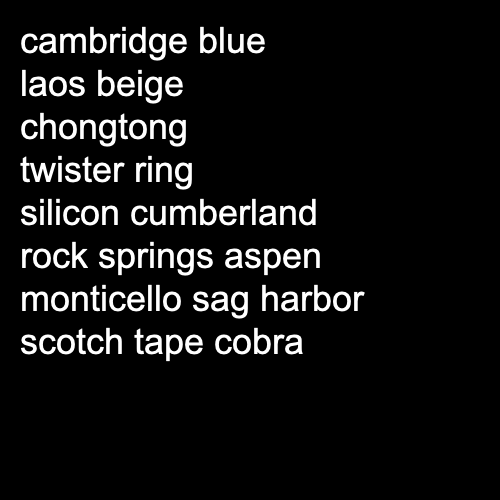 cambridge blue
laos beige
chongtong
twister ring
silicon cumberland
rock springs aspen
monticello sag harbor
scotch tape cobra